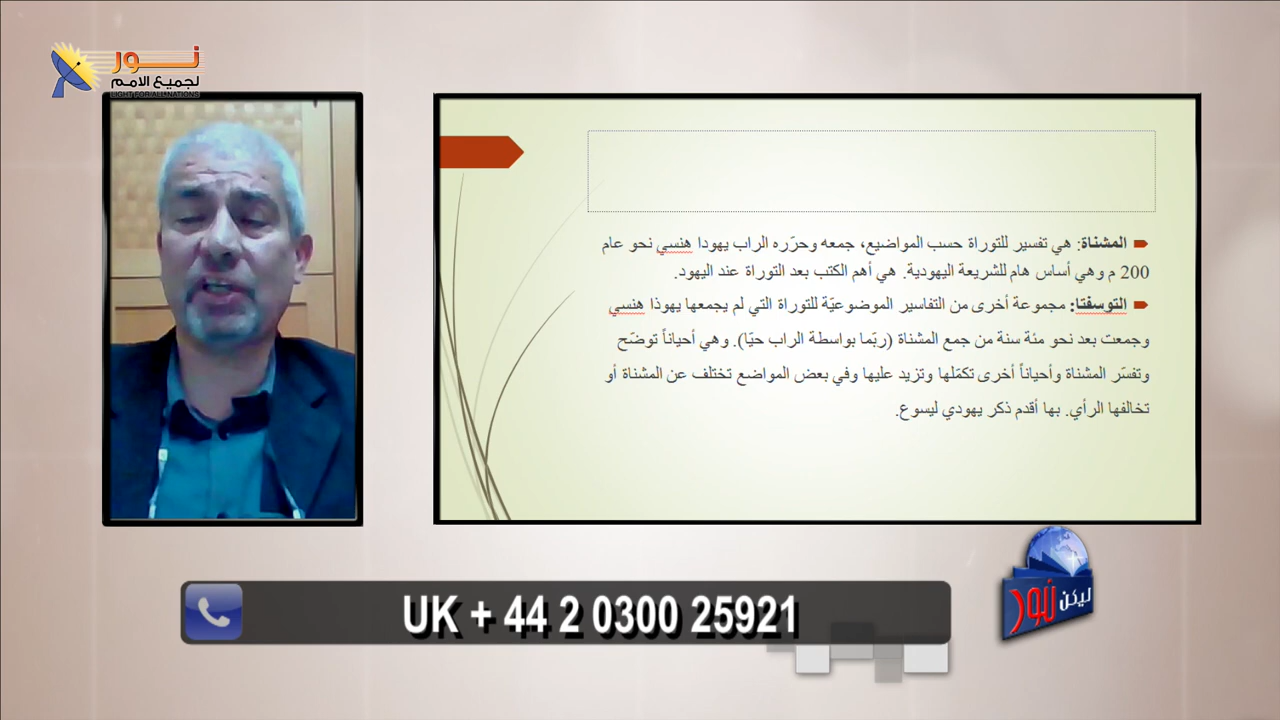 نـور
لجميع الامم
LIGHT FOR ALL NATIONS
المشناة: هي تفسير للتوراة حسب المواضيع، جمعه وحرّره الراب يهودا هنسي نحو عام
200 م وهي أساس هام للشريعة اليهودية. هي أهم الكتب بعد التوراة عند اليهود.
التوسفتا: مجموعة أخرى من التفاسير الموضوعيّة للتوراة التي لم يجمعها يهوذا هنسي
وجمعت بعد نحو مئة سنة من جمع المشناة (ربّما بواسطة الراب حيّا). وهي أحياناً توضّح
وتفسّر المشناة وأحياناً أخرى تكمّلها وتزيد عليها وفي بعض المواضع تختلف عن المشناة أو
تخالفها الرأي. بها أقدم ذكر يهودي ليسوع.
ليكن نور
UK + 44 2 0300 25921